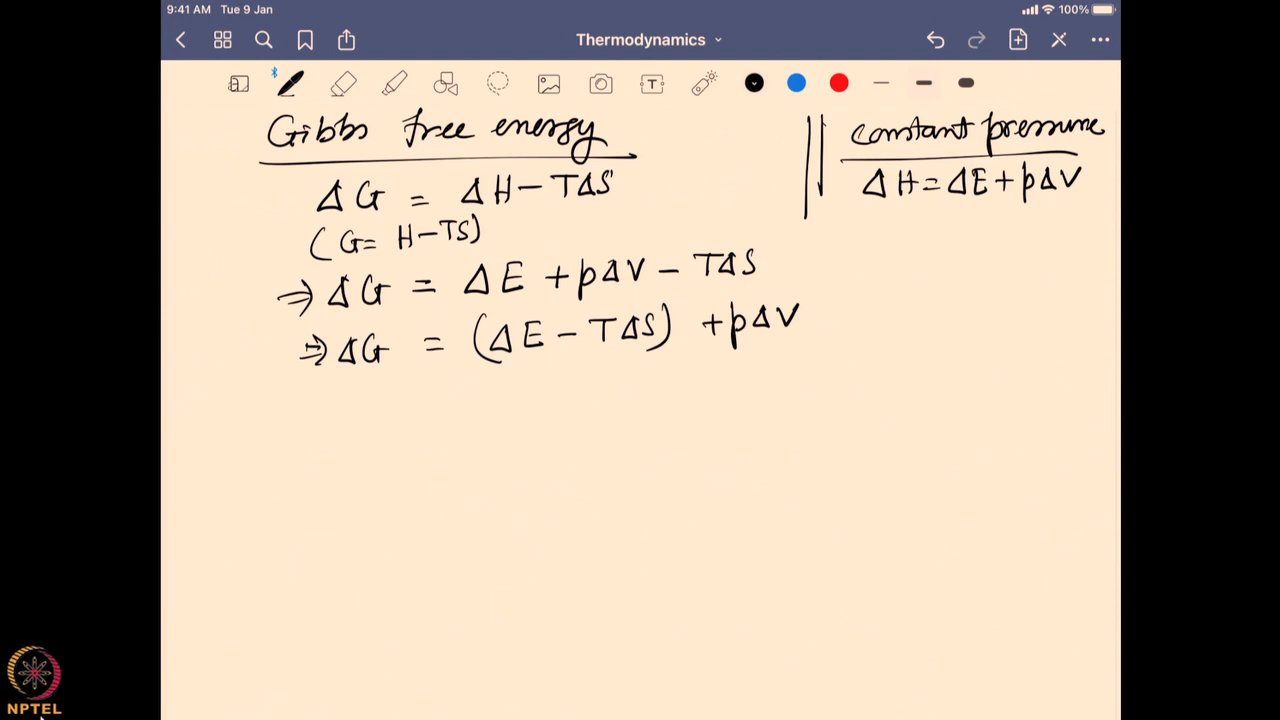 9:41 AM Tue 9 Jan
100%
Thermodynamics
T
Gibbs free energy
ΔG = ΔH - TΔS
(G = H - TS)
⇒ ΔG = ΔE + pΔV - TΔS
⇒ ΔG = (ΔE - TΔS) + pΔV
constant pressure
ΔH = ΔE + pΔV
NPTEL